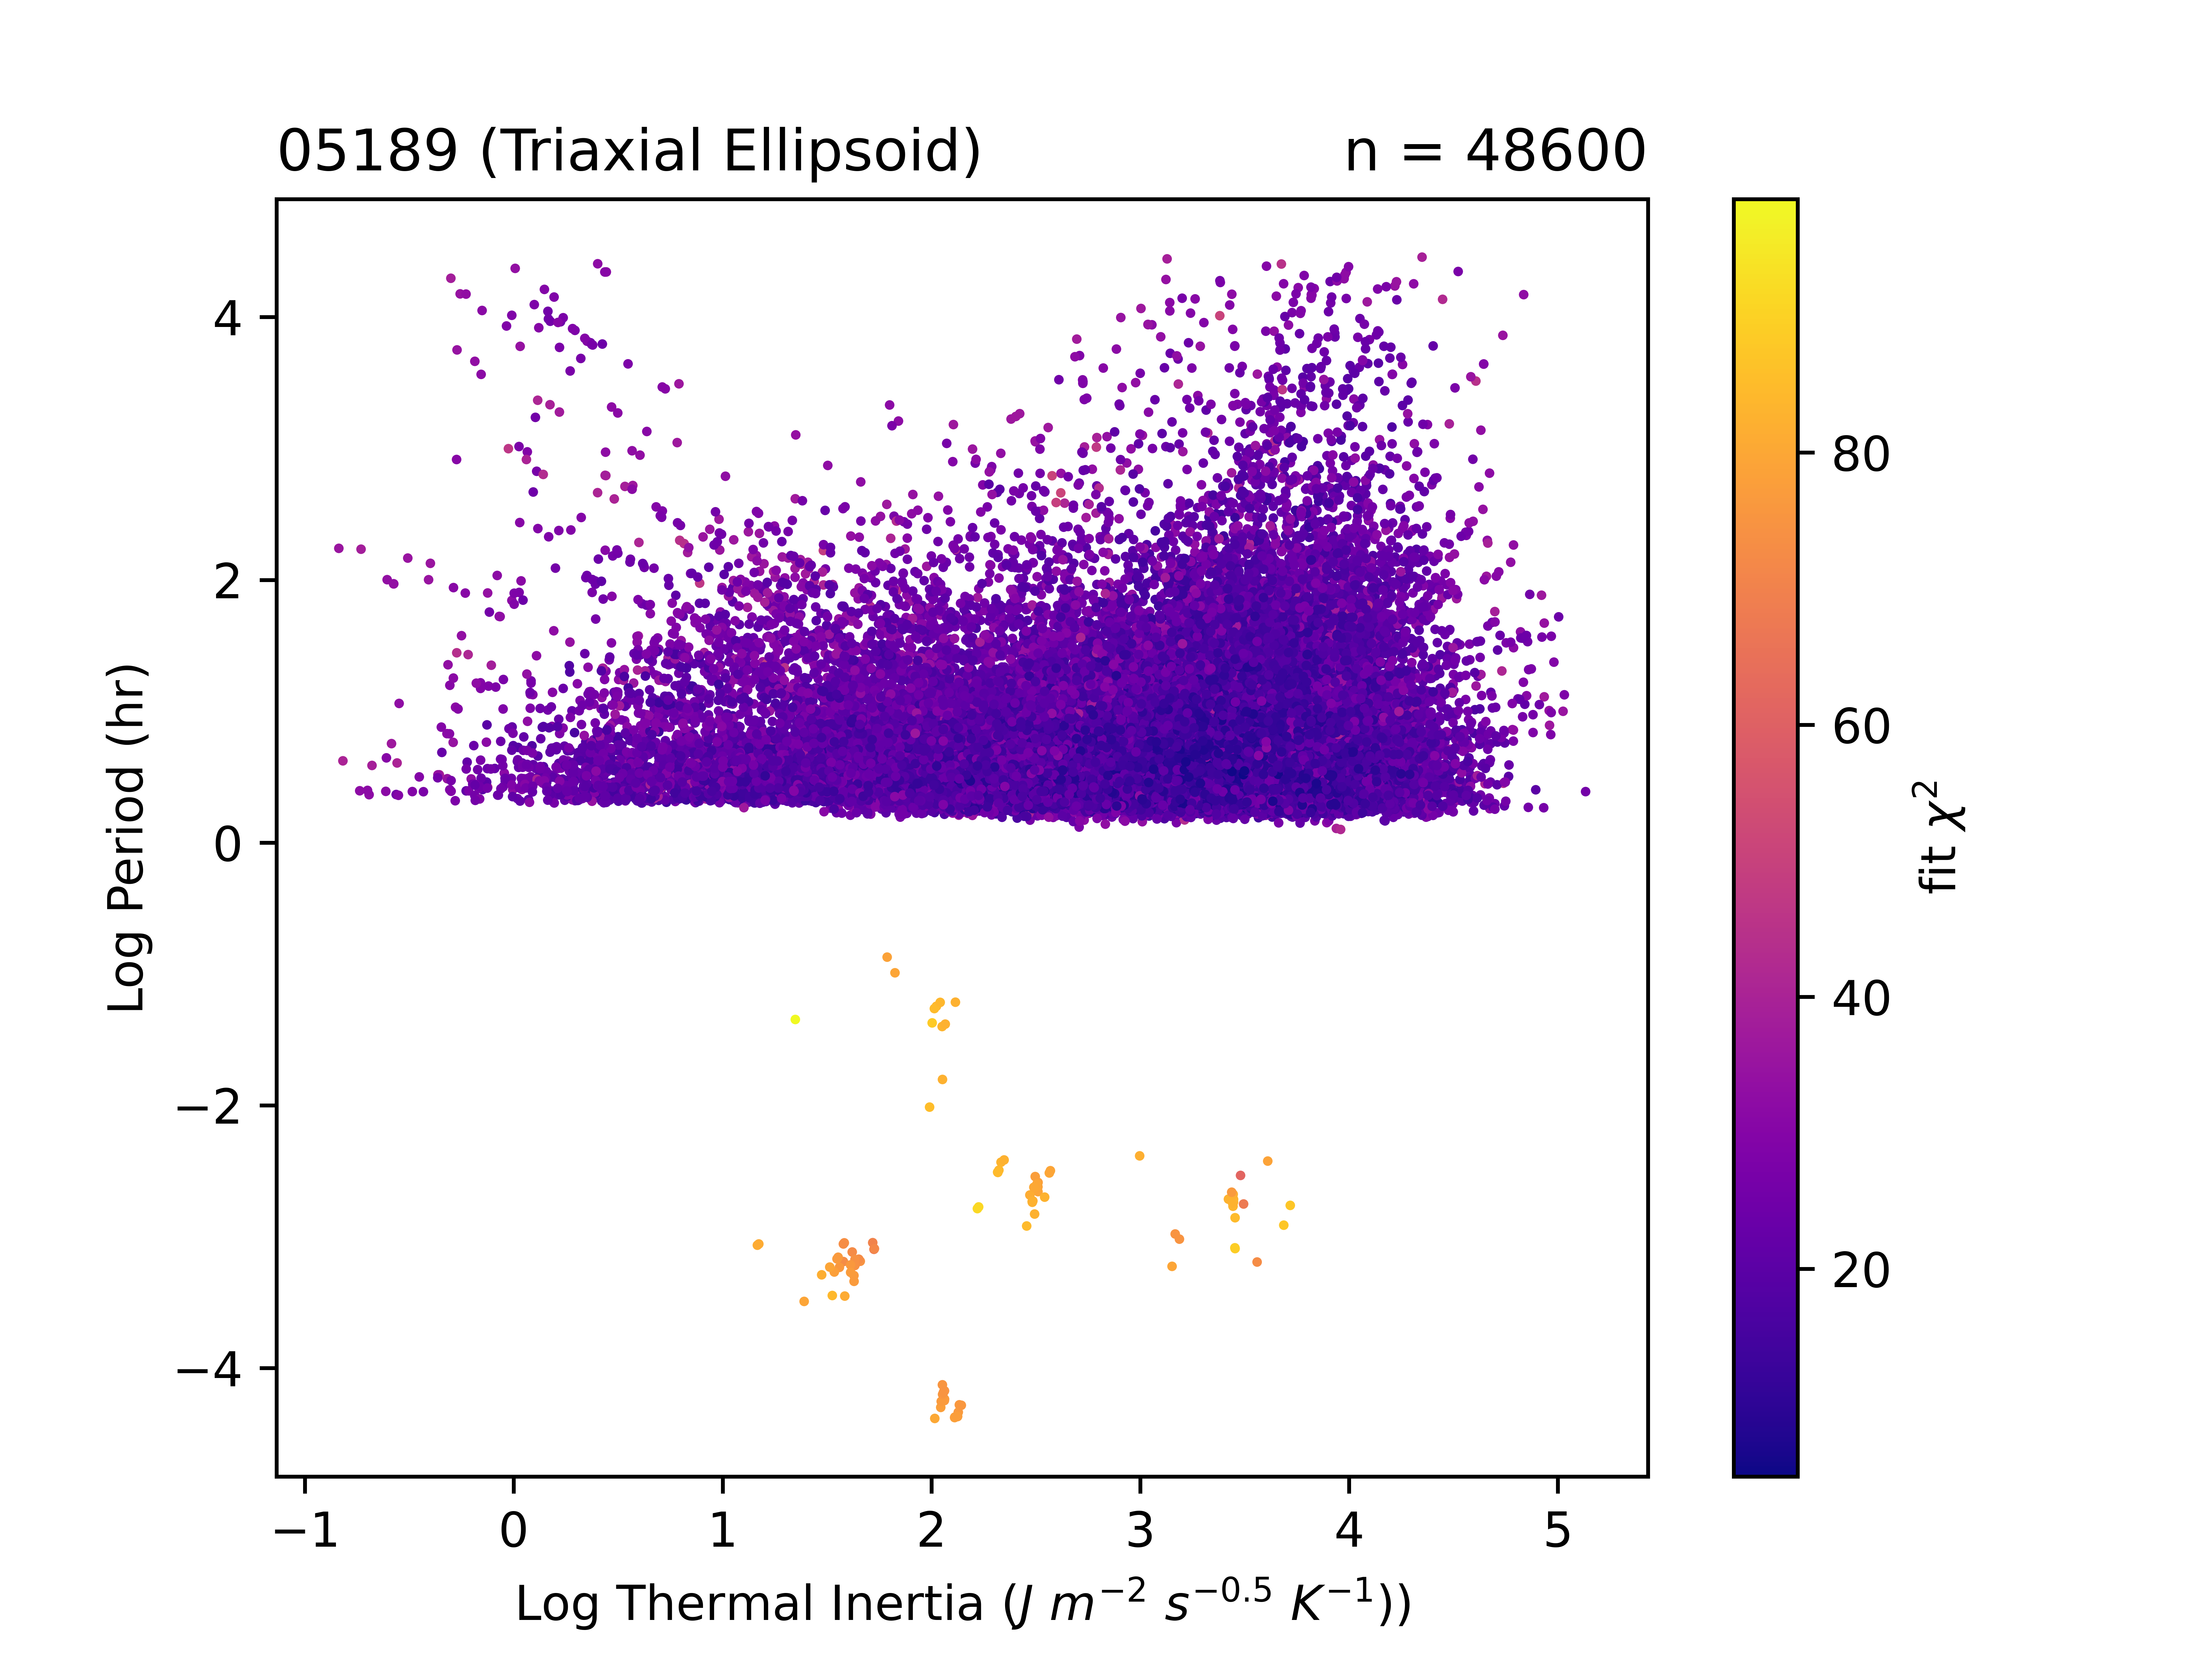 05189 (Triaxial Ellipsoid) n = 48600
4
2
0
−2
−4
Log Period (hr)
−1 0 1 2 3 4 5
Log Thermal Inertia (J m⁻² s⁻⁰·⁵ K⁻¹))
80
60
40
20
fit χ²